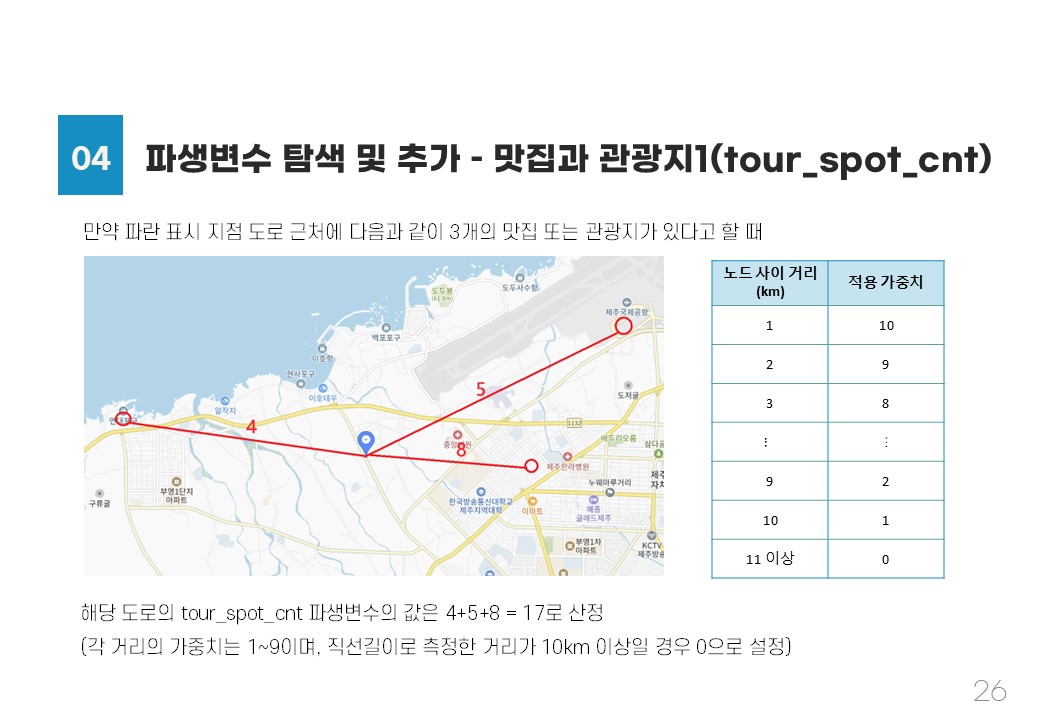 04
파생변수 탐색 및 추가 - 맛집과 관광지1(tour_spot_cnt)
만약 파란 표시 지점 도로 근처에 다음과 같이 3개의 맛집 또는 관광지가 있다고 할 때
도두사수항
도두봉
제주국제공항
백포포구
이호항
현사포구
이호테우
알작지
5
도저굴
4
1132
8
베두리오름
제주한라병원
누웨마루거리
부영1단지
아파트
구류굴
한국방송통신대학교
제주지역대학
이마트
메종
글래드제주
부영1차
아파트
KCTV
제주방송
노드 사이 거리
(km)
적용 가중치
1 10
2 9
3 8
⋮ ⋮
9 2
10 1
11 이상 0
해당 도로의 tour_spot_cnt 파생변수의 값은 4+5+8 = 17로 산정
(각 거리의 가중치는 1~9이며, 직선길이로 측정한 거리가 10km 이상일 경우 0으로 설정)
26